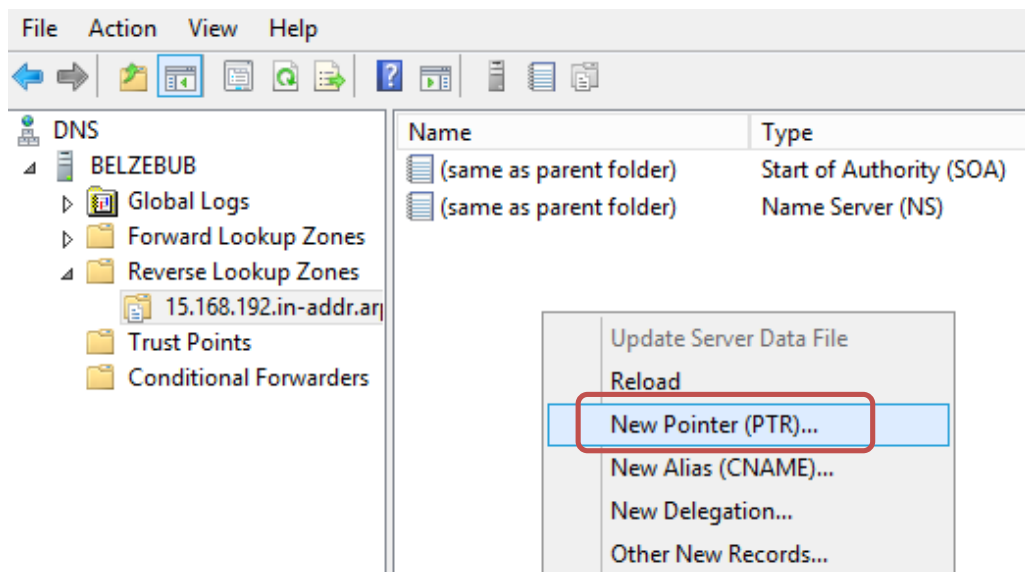 File Action View Help
DNS
BELZEBUB
Global Logs
Forward Lookup Zones
Reverse Lookup Zones
15.168.192.in-addr.arp
Trust Points
Conditional Forwarders
Name Type
(same as parent folder) Start of Authority (SOA)
(same as parent folder) Name Server (NS)
Update Server Data File
Reload
New Pointer (PTR)...
New Alias (CNAME)...
New Delegation...
Other New Records...